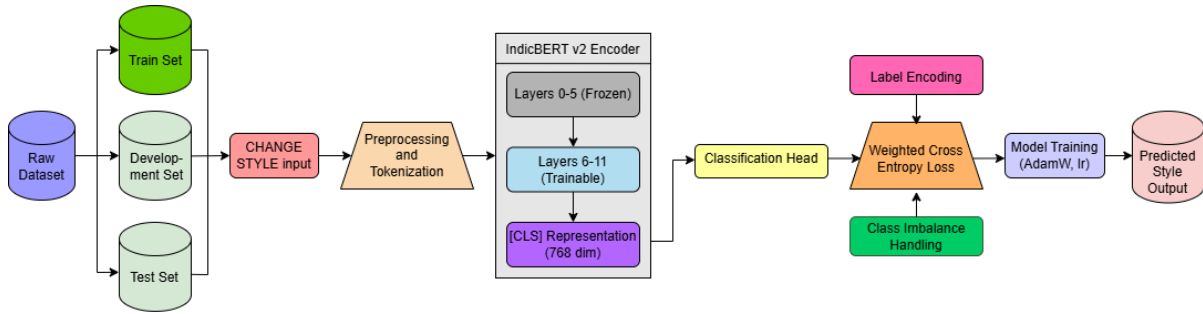 Raw
Dataset
Train Set
Develop-
ment Set
Test Set
CHANGE
STYLE input
Preprocessing
and
Tokenization
IndicBERT v2 Encoder
Layers 0-5 (Frozen)
Layers 6-11
(Trainable)
[CLS] Representation
(768 dim)
Classification Head
Label Encoding
Weighted Cross
Entropy Loss
Class Imbalance
Handling
Model Training
(AdamW, lr)
Predicted
Style
Output